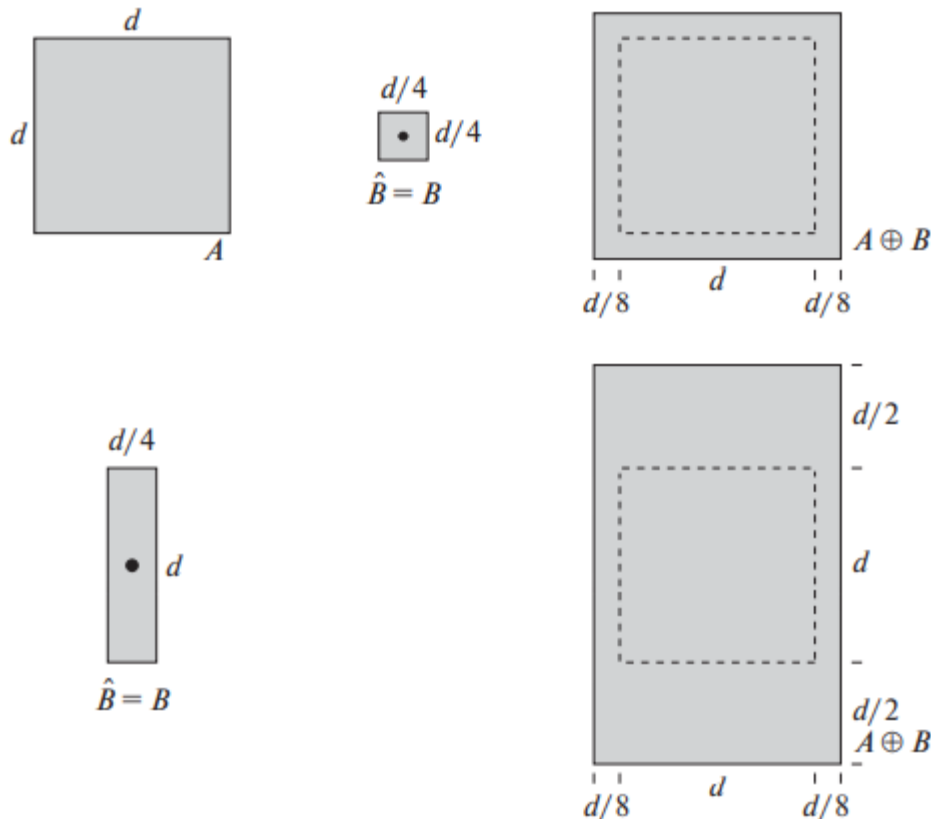 d
d
A
d/4
d/4
B̂ = B
A ⊕ B
d
d/8
d/8
d/4
d
B̂ = B
d/2
d
d/2
A ⊕ B
d
d/8
d/8